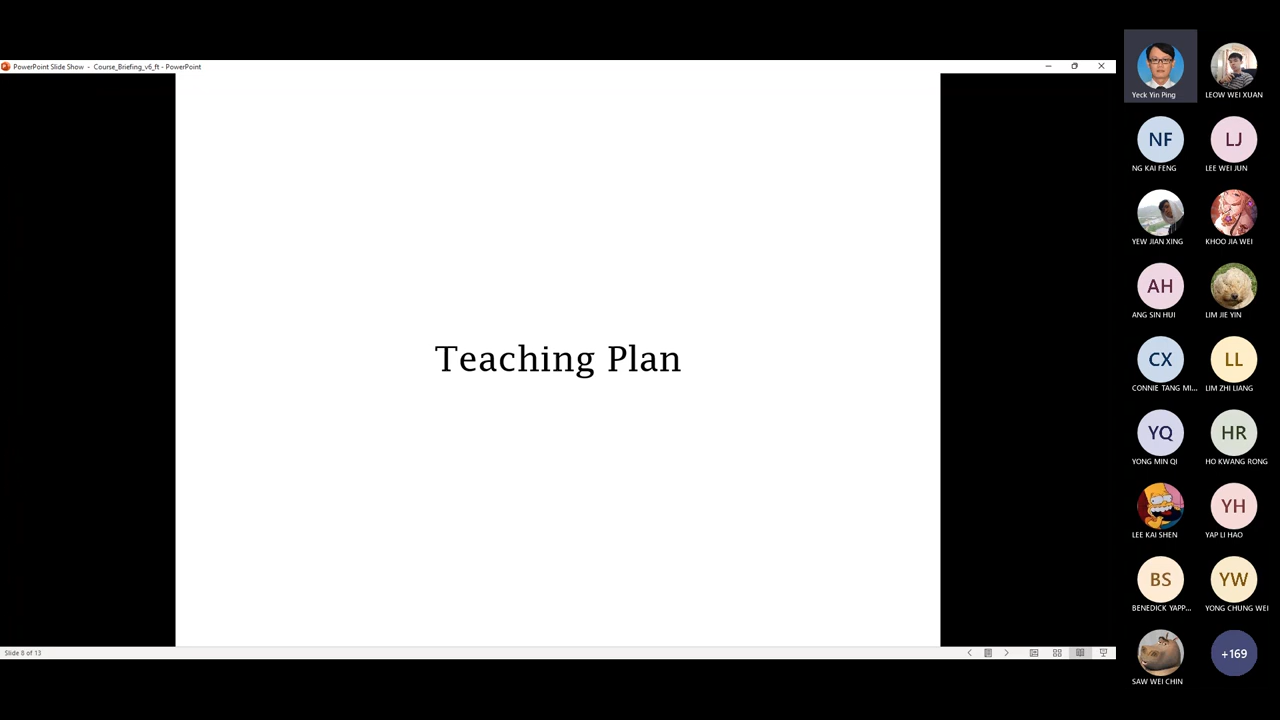 PowerPoint Slide Show - Course_Briefing_v6_ft - PowerPoint
Teaching Plan
Slide 8 of 13
Yeck Yin Ping
LEOW WEI XUAN
NF
LJ
NG KAI FENG
LEE WEI JUN
YEW JIAN XING
KHOO JIA WEI
AH
ANG SIN HUI
LIM JIE YIN
CX
LL
CONNIE TANG MI...
LIM ZHI LIANG
YQ
HR
YONG MIN QI
HO KWANG RONG
YH
LEE KAI SHEN
YAP LI HAO
BS
YW
BENEDICK YAPP...
YONG CHUNG WEI
SAW WEI CHIN
+169